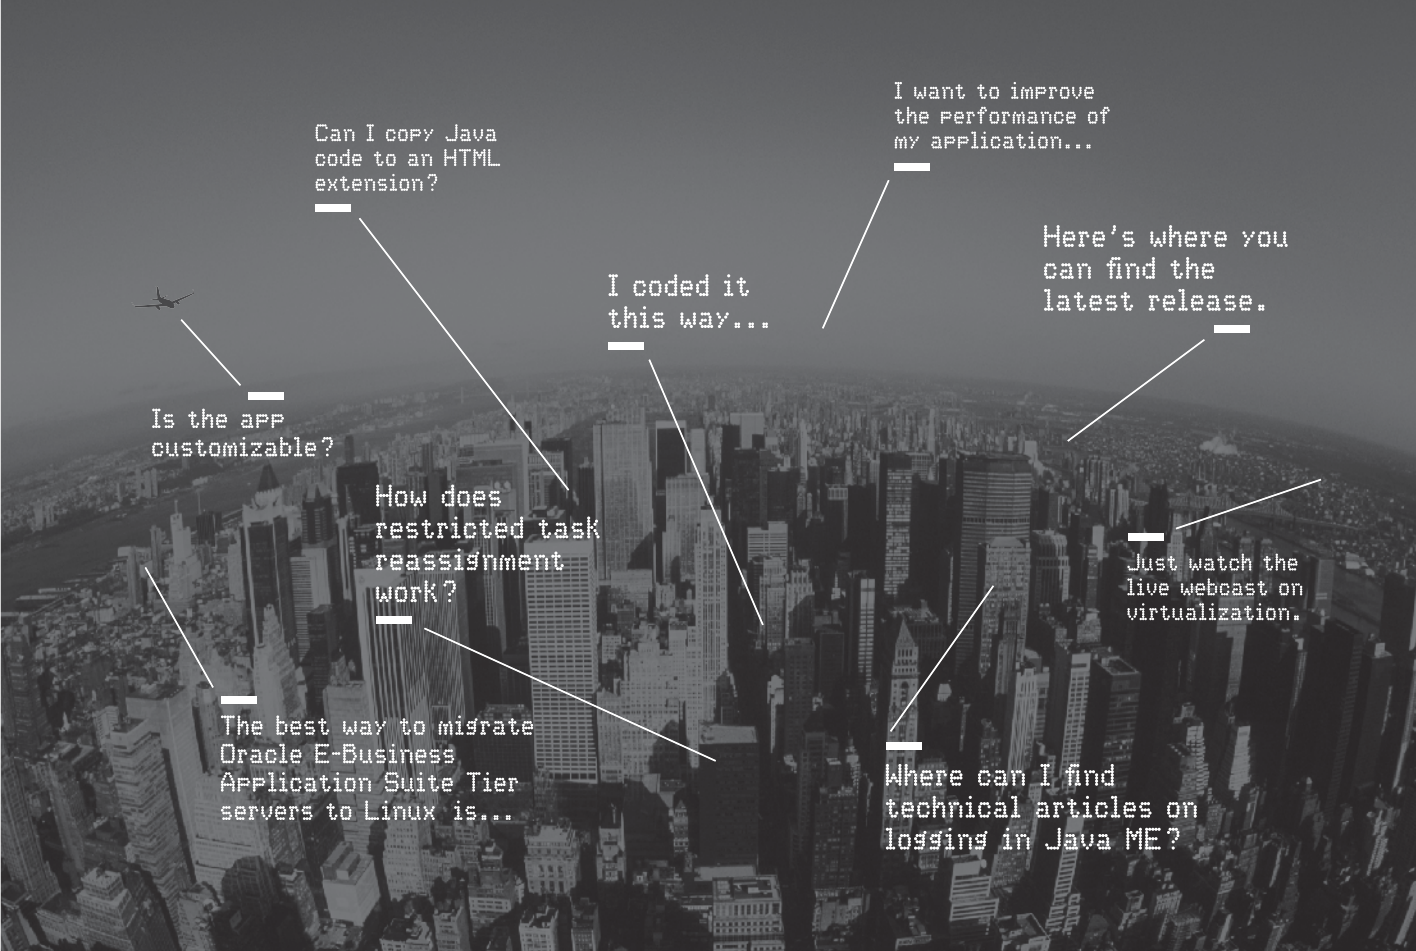 I want to improve
the performance of
my application...
Can I copy Java
code to an HTML
extension?
Here's where you
can find the
latest release.
I coded it
this way...
Is the app
customizable?
How does
restricted task
reassignment
work?
Just watch the
live webcast on
virtualization.
The best way to migrate
Oracle E-Business
Application Suite Tier
servers to Linux is...
Where can I find
technical articles on
logging in Java ME?